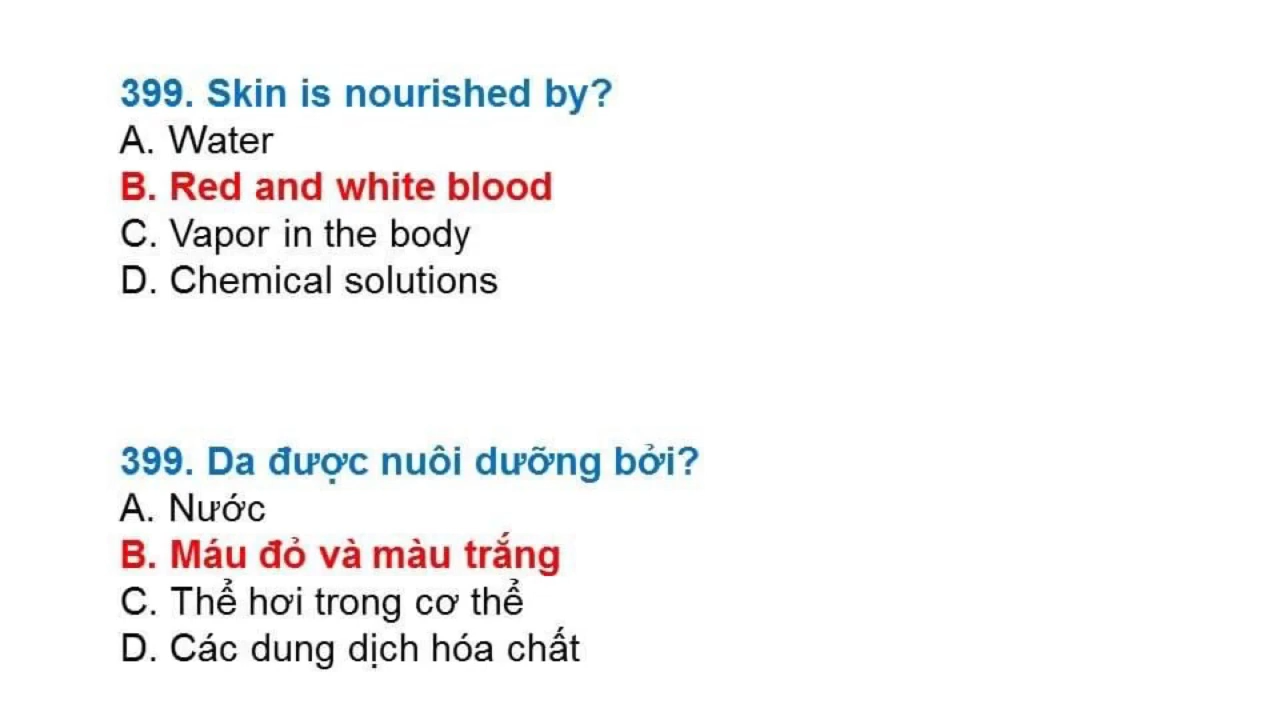 399. Skin is nourished by?
A. Water
B. Red and white blood
C. Vapor in the body
D. Chemical solutions
399. Da được nuôi dưỡng bởi?
A. Nước
B. Máu đỏ và màu trắng
C. Thể hơi trong cơ thể
D. Các dung dịch hóa chất